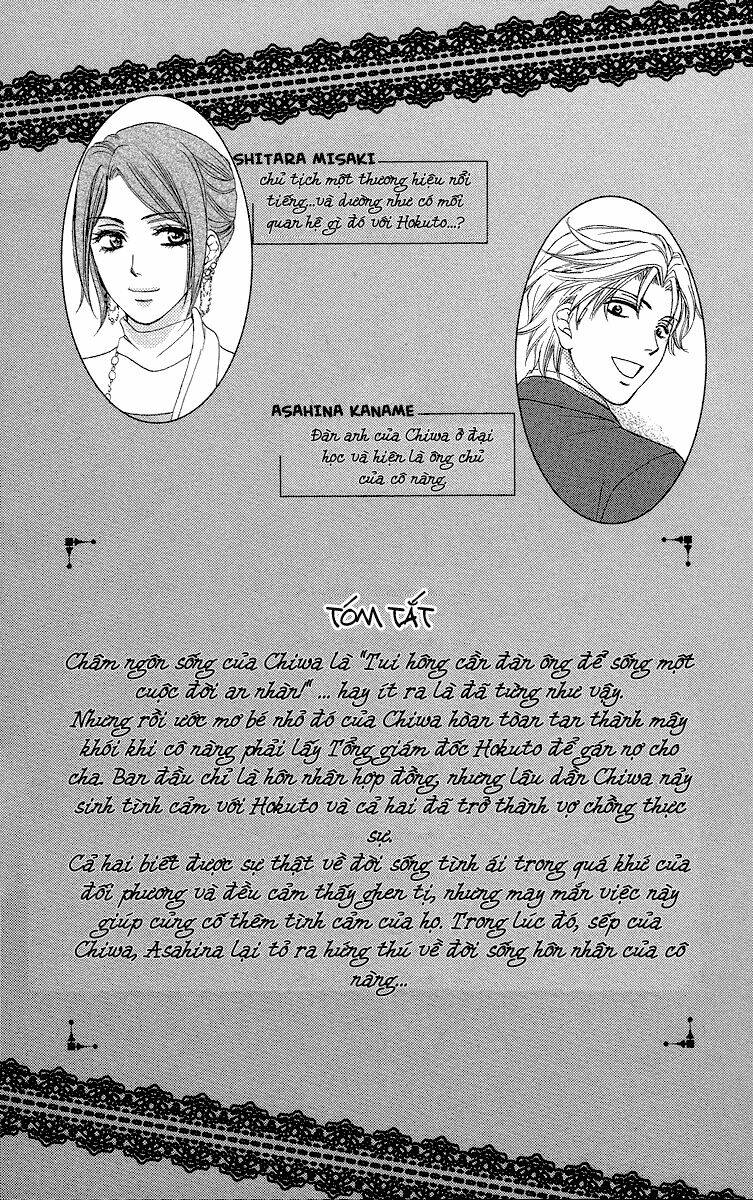 SHITARA MISAKI
chủ tịch một thương hiệu nổi
tiếng...và dường như có mối
quan hệ gì đó với Hokuto...?
ASAHINA KANAME
Đàn anh của Chiwa ở đại
học và hiện là ông chủ
của cô nàng.
TÓM TẮT
Châm ngôn sống của Chiwa là "Tui hông cần đàn ông để sống một
cuộc đời an nhàn!" ... hay ít ra là đã từng như vậy.
Nhưng rồi ước mơ bé nhỏ đó của Chiwa hòan tòan tan thành mây
khói khi cô nàng phải lấy Tổng giám đốc Hokuto để gán nợ cho
cha. Ban đầu chỉ là hôn nhân hợp đồng, nhưng lâu dần Chiwa nảy
sinh tình cảm với Hokuto và cả hai đã trở thành vợ chồng thực
sự.
Cả hai biết được sự thật về đời sống tình ái trong quá khứ của
đối phương và đều cảm thấy ghen tị, nhưng may mắn việc này
giúp củng cố thêm tình cảm của họ. Trong lúc đó, sếp của
Chiwa, Asahina lại tỏ ra hứng thú về đời sống hôn nhân của cô
nàng...